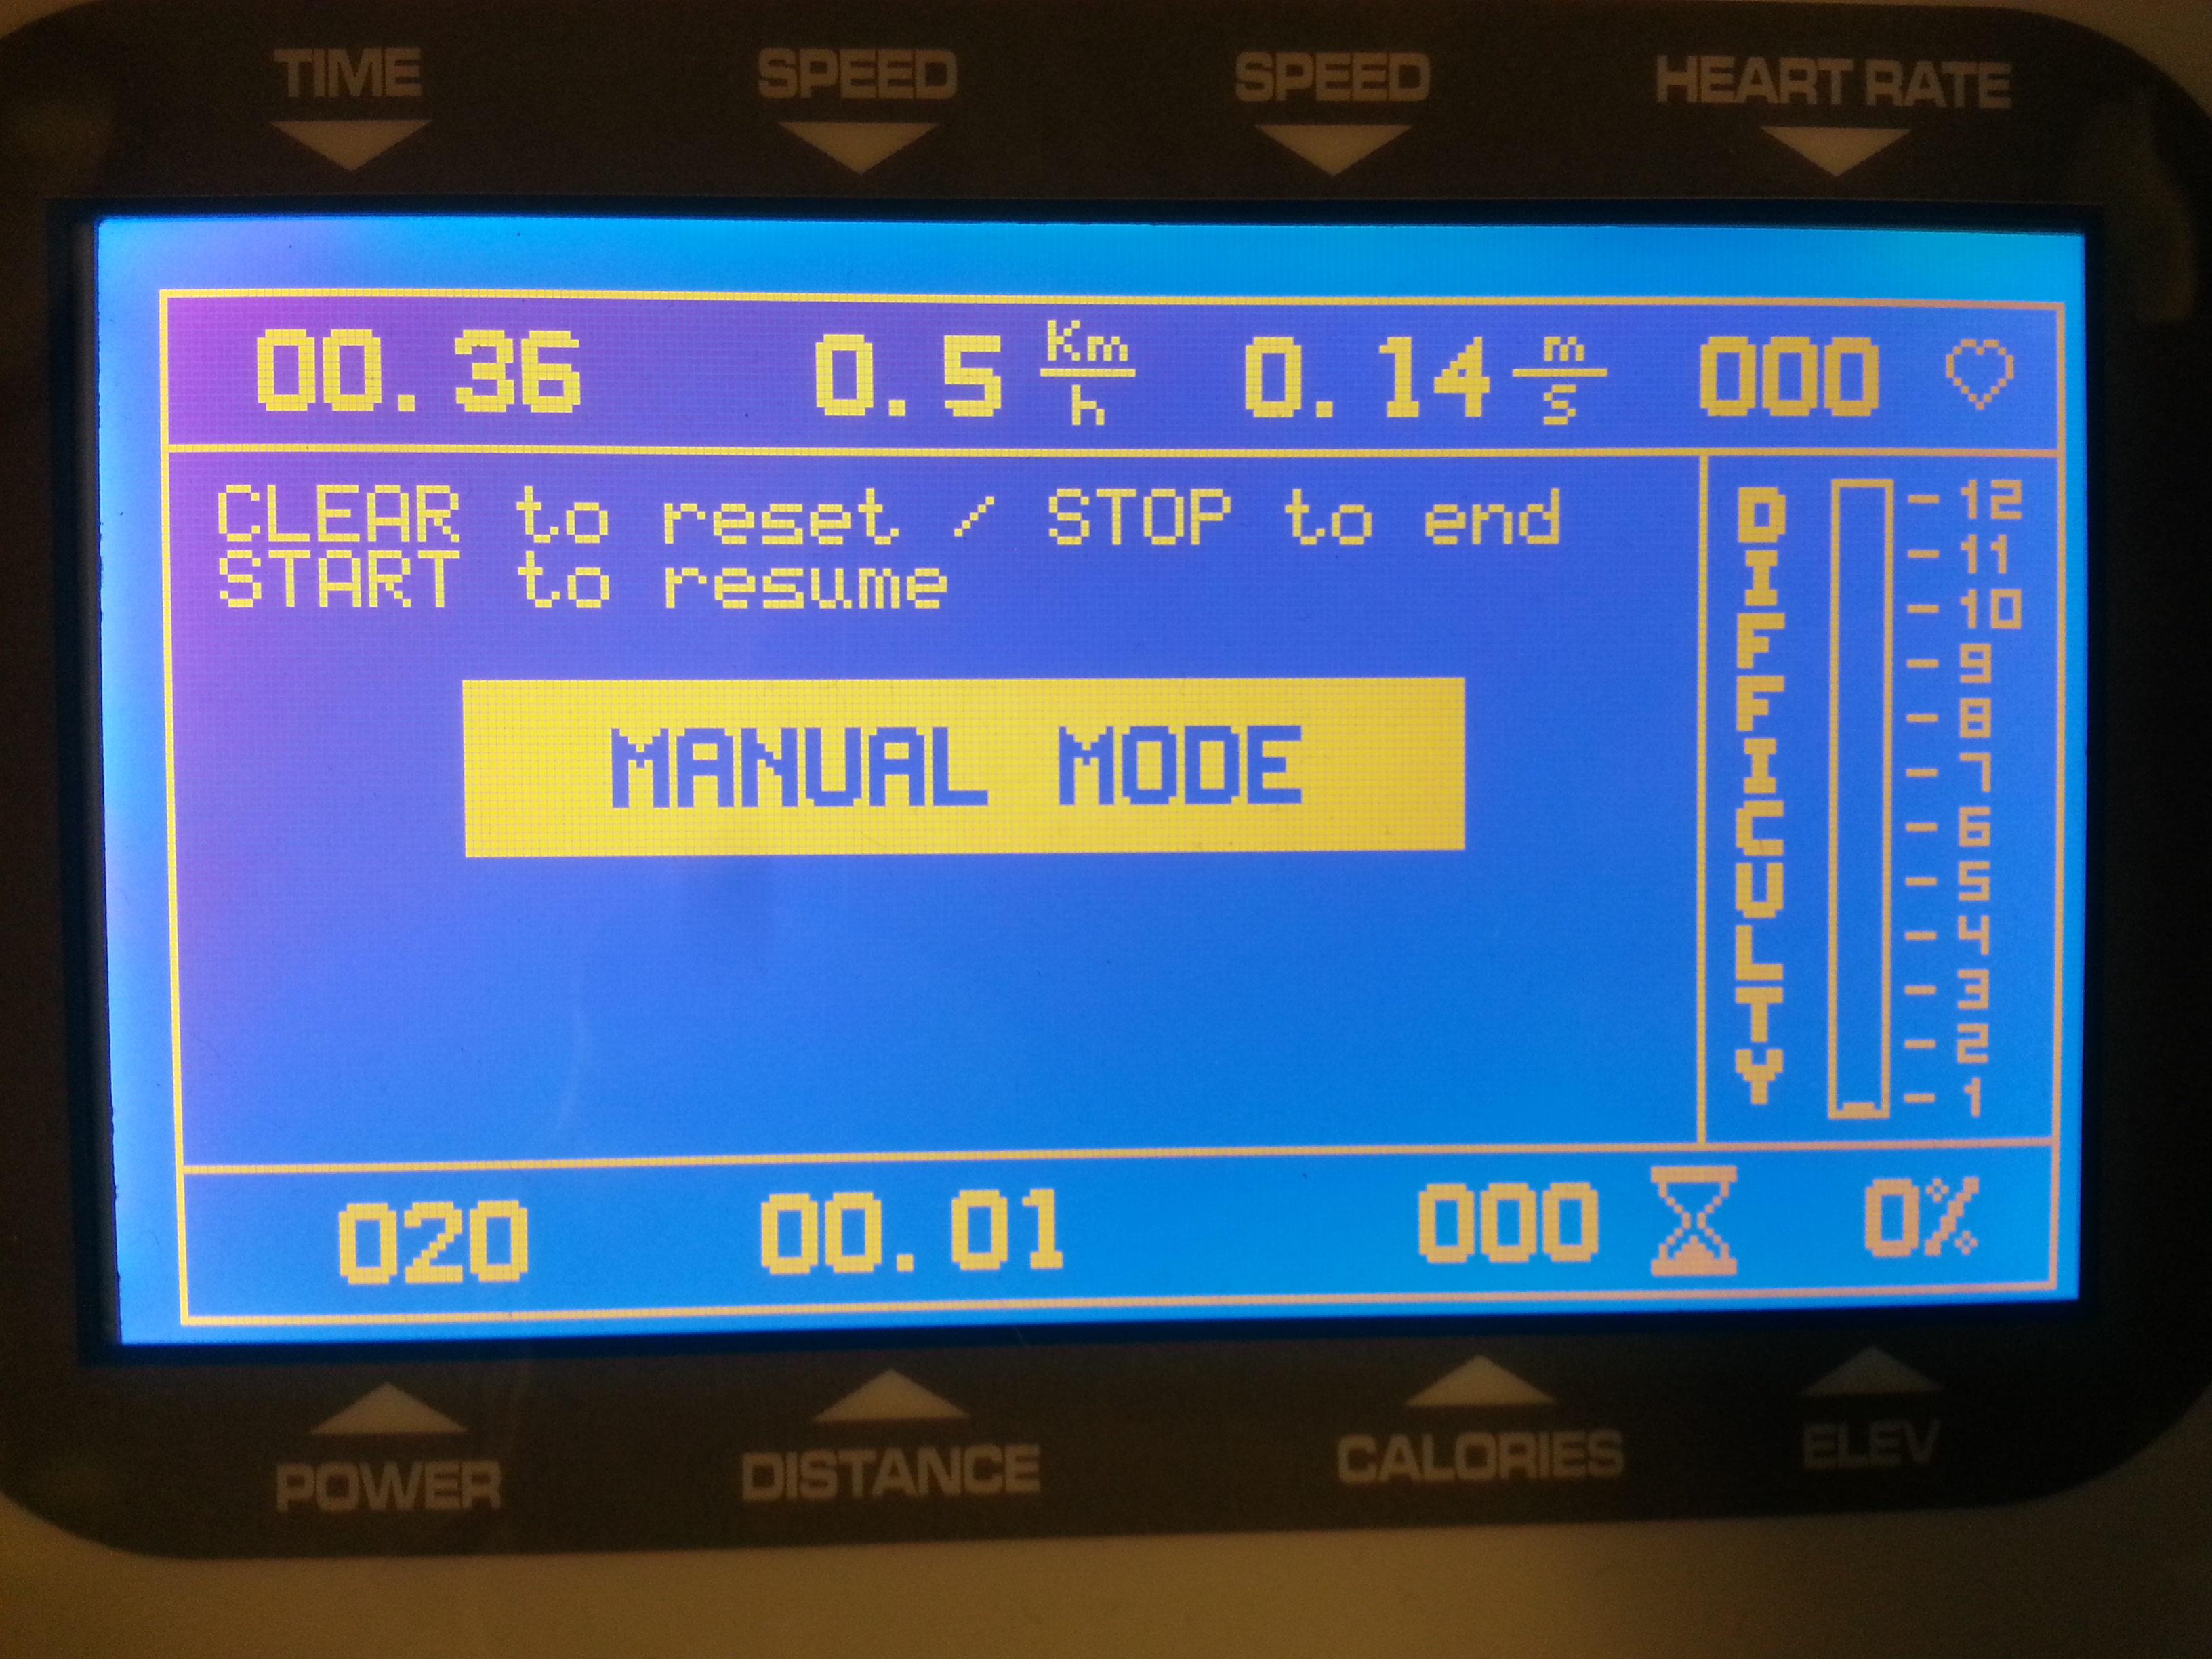 TIME SPEED SPEED HEART RATE
00.36 0.5 Km/h 0.14 m/s 000
CLEAR to reset / STOP to end
START to resume
MANUAL MODE
DIFFICULTY
12
11
10
9
8
7
6
5
4
3
2
1
020 00.01 000 0%
POWER DISTANCE CALORIES ELEV